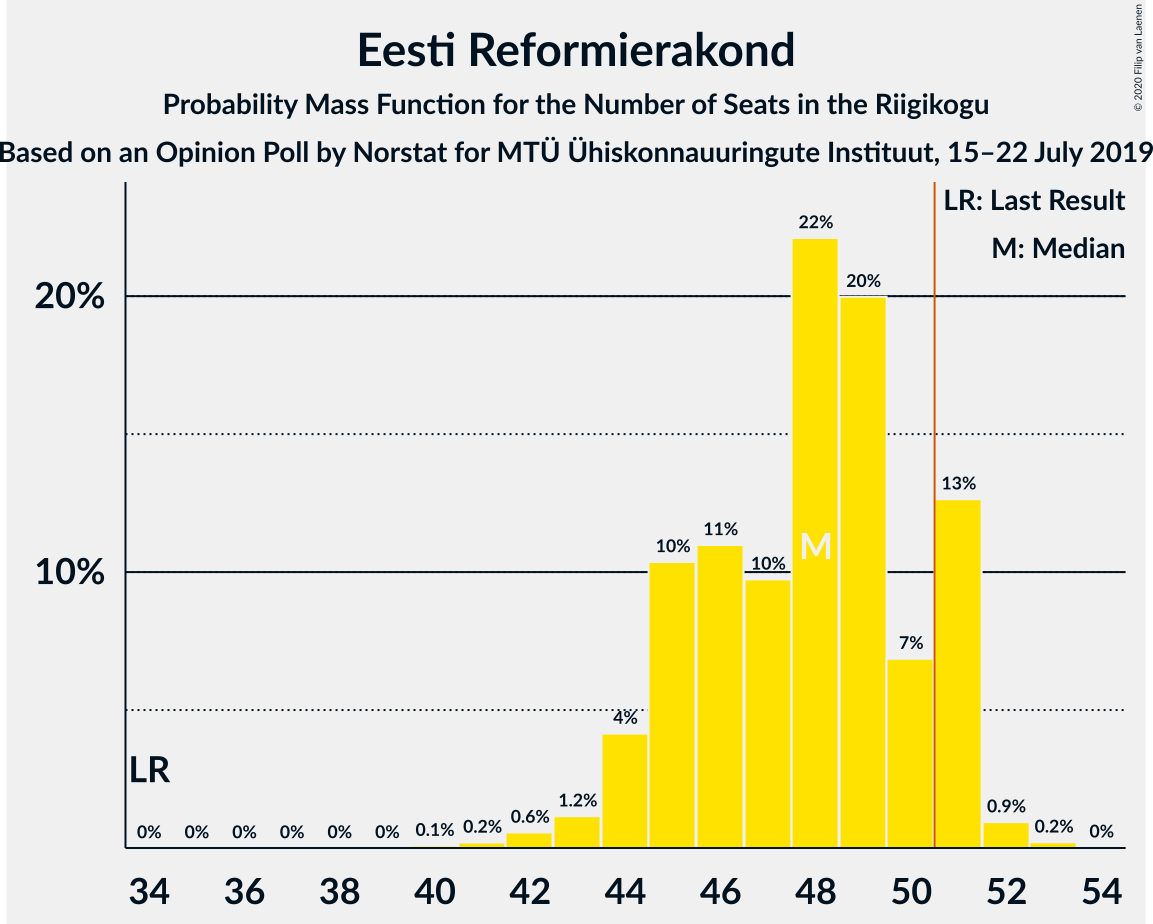 Eesti Reformierakond
Probability Mass Function for the Number of Seats in the Riigikogu
Based on an Opinion Poll by Norstat for MTÜ Ühiskonnauuringute Instituut, 15–22 July 2019
© 2020 Filip van Laenen
LR: Last Result
M: Median
20%
10%
LR
M
0%
0%
0%
0%
0%
0%
0.1%
0.2%
0.6%
1.2%
4%
10%
11%
10%
22%
20%
7%
13%
0.9%
0.2%
0%
34 36 38 40 42 44 46 48 50 52 54